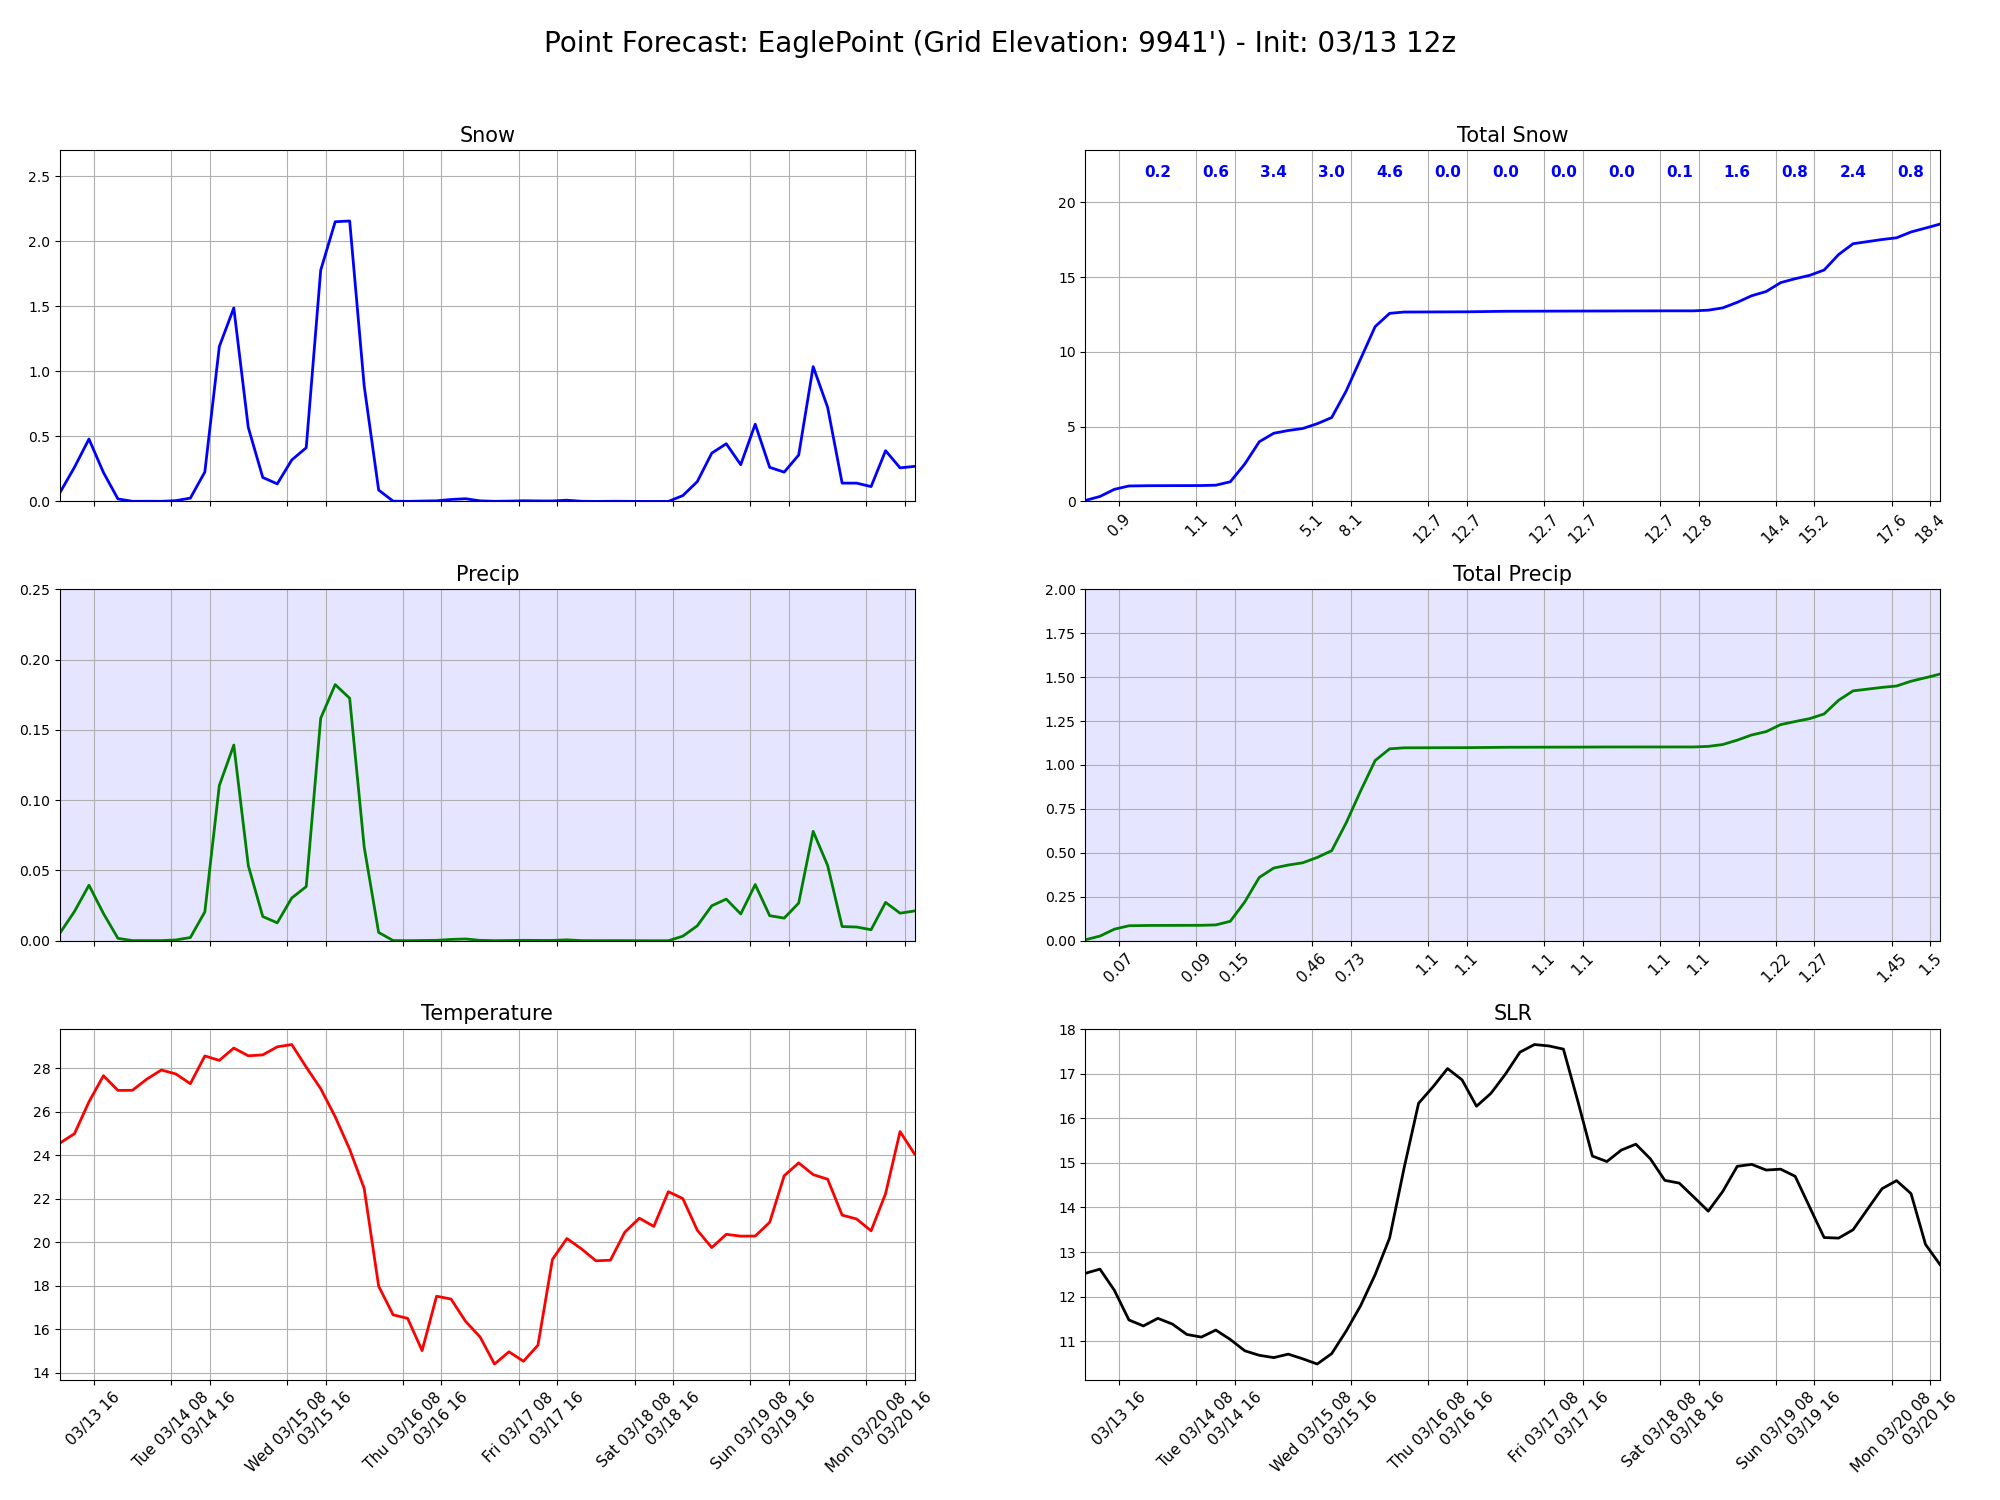 Point Forecast: EaglePoint (Grid Elevation: 9941') - Init: 03/13 12z
Snow
2.5
2.0
1.5
1.0
0.5
0.0
Total Snow
0.2 0.6 3.4 3.0 4.6 0.0 0.0 0.0 0.0 0.1 1.6 0.8 2.4 0.8
20
15
10
5
0
0.9 1.1 1.7 5.1 8.1 12.7 12.7 12.7 12.7 12.7 12.8 14.4 15.2 17.6 18.4
Precip
0.25
0.20
0.15
0.10
0.05
0.00
Total Precip
2.00
1.75
1.50
1.25
1.00
0.75
0.50
0.25
0.00
0.07 0.09 0.15 0.46 0.73 1.1 1.1 1.1 1.1 1.1 1.1 1.22 1.27 1.45 1.5
Temperature
28
26
24
22
20
18
16
14
03/13 16
Tue 03/14 08
03/14 16
Wed 03/15 08
03/15 16
Thu 03/16 08
03/16 16
Fri 03/17 08
03/17 16
Sat 03/18 08
03/18 16
Sun 03/19 08
03/19 16
Mon 03/20 08
03/20 16
SLR
18
17
16
15
14
13
12
11
03/13 16
Tue 03/14 08
03/14 16
Wed 03/15 08
03/15 16
Thu 03/16 08
03/16 16
Fri 03/17 08
03/17 16
Sat 03/18 08
03/18 16
Sun 03/19 08
03/19 16
Mon 03/20 08
03/20 16